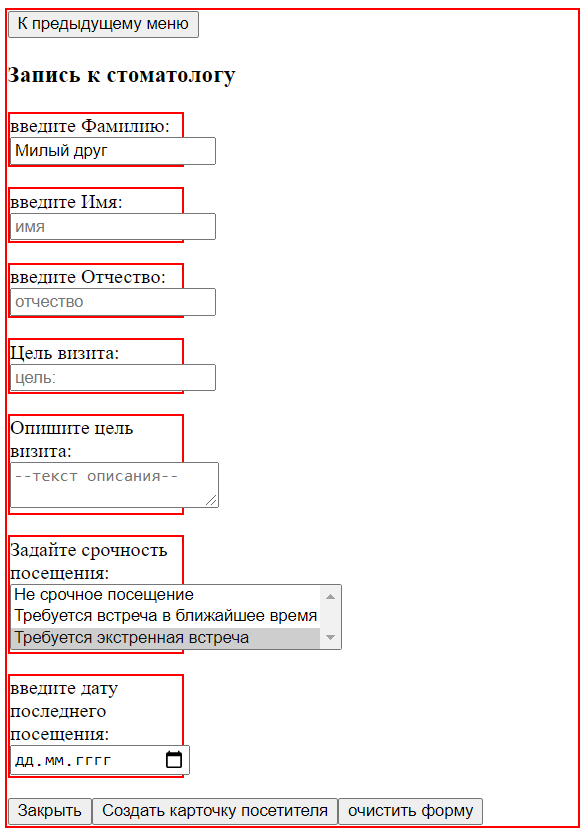 К предыдущему меню
Запись к стоматологу
введите Фамилию:
Милый друг
введите Имя:
имя
введите Отчество:
отчество
Цель визита:
цель:
Опишите цель
визита:
--текст описания--
Задайте срочность
посещения:
Не срочное посещение
Требуется встреча в ближайшее время
Требуется экстренная встреча
введите дату
последнего
посещения:
дд.мм.гггг
Закрыть Создать карточку посетителя очистить форму